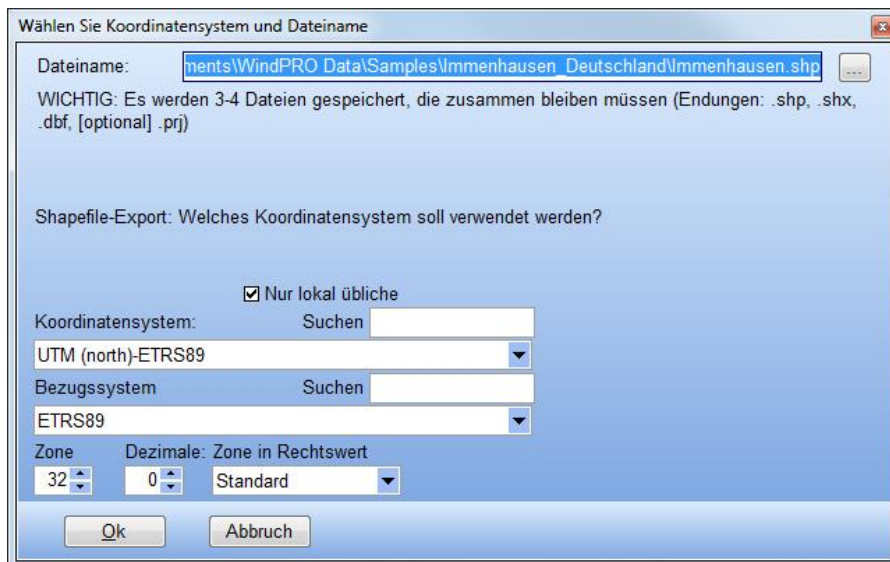 Wählen Sie Koordinatensystem und Dateiname
Dateiname: ments\WindPRO Data\Samples\Immenhausen_Deutschland\Immenhausen.shp ...
WICHTIG: Es werden 3-4 Dateien gespeichert, die zusammen bleiben müssen (Endungen: .shp, .shx,
.dbf, [optional] .prj)
Shapefile-Export: Welches Koordinatensystem soll verwendet werden?
Nur lokal übliche
Koordinatensystem: Suchen
UTM (north)-ETRS89
Bezugssystem Suchen
ETRS89
Zone Dezimale: Zone in Rechtswert
32 0 Standard
Ok Abbruch